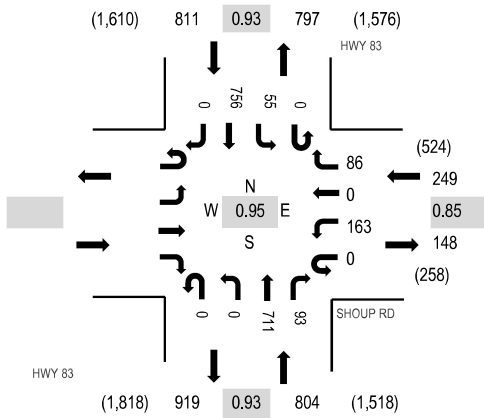 (1,610) 811 0.93 797 (1,576)
HWY 83
0 756 55 0
(524)
86
249
0
N
W 0.95 E
0.85
163
S
148
0
(258)
0 0 711 93
SHOUP RD
HWY 83
(1,818) 919 0.93 804 (1,518)